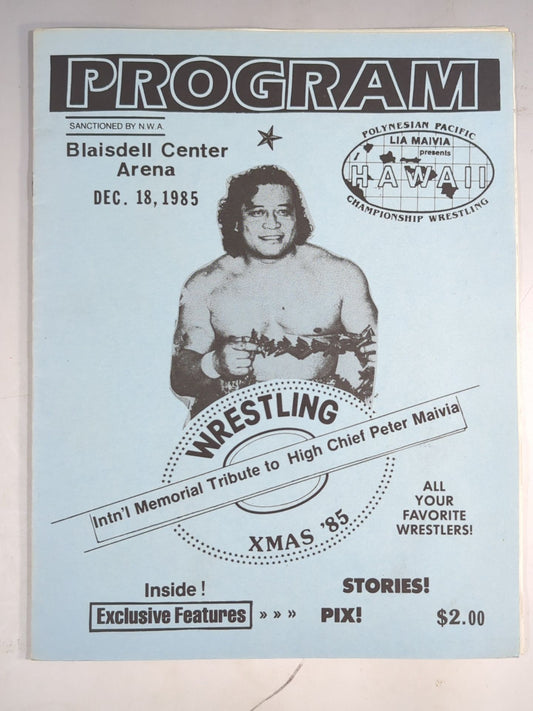 PROGRAM
SANCTIONED BY N.W.A.
Blaisdell Center
Arena
DEC. 18, 1985
POLYNESIAN PACIFIC
LIA MAIVIA
presents
HAWAII
CHAMPIONSHIP WRESTLING
WRESTLING
Intn'l Memorial Tribute to High Chief Peter Maivia
XMAS '85
ALL
YOUR
FAVORITE
WRESTLERS!
Inside!
STORIES!
Exclusive Features » » » PIX!
$2.00